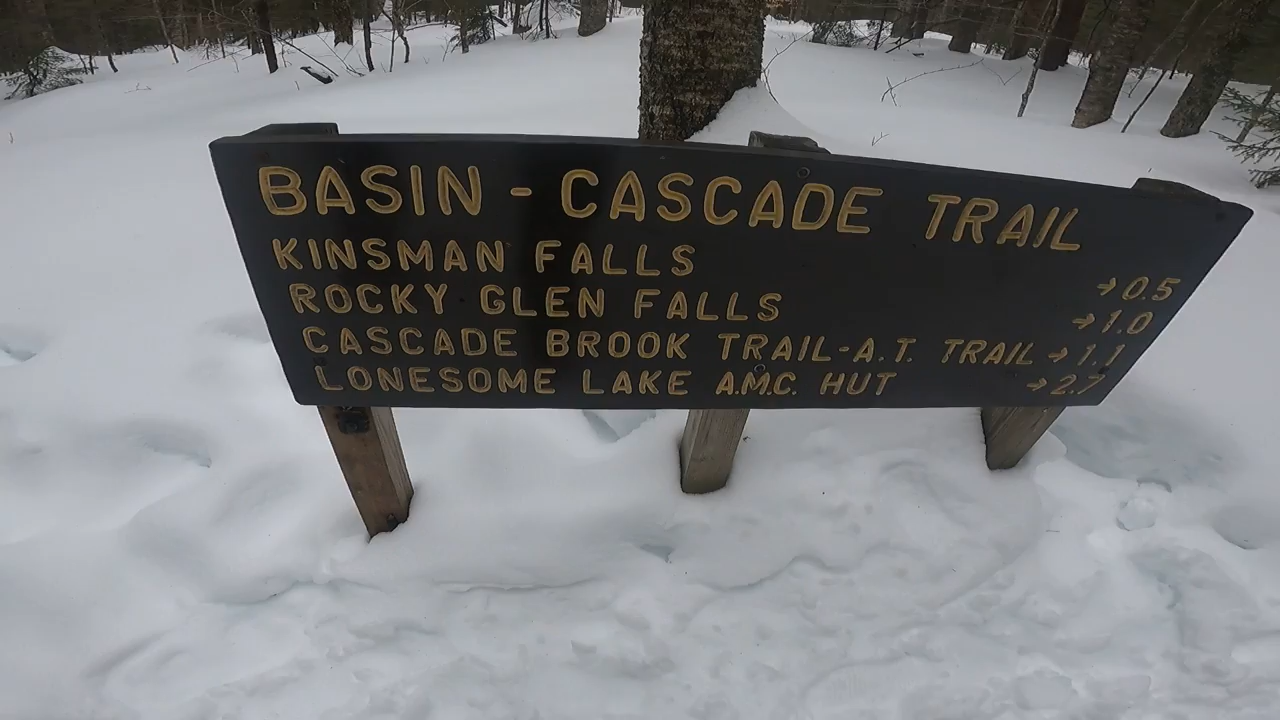 BASIN - CASCADE TRAIL
KINSMAN FALLS →0.5
ROCKY GLEN FALLS →1.0
CASCADE BROOK TRAIL-A.T. TRAIL→1.1
LONESOME LAKE A.M.C. HUT →2.7